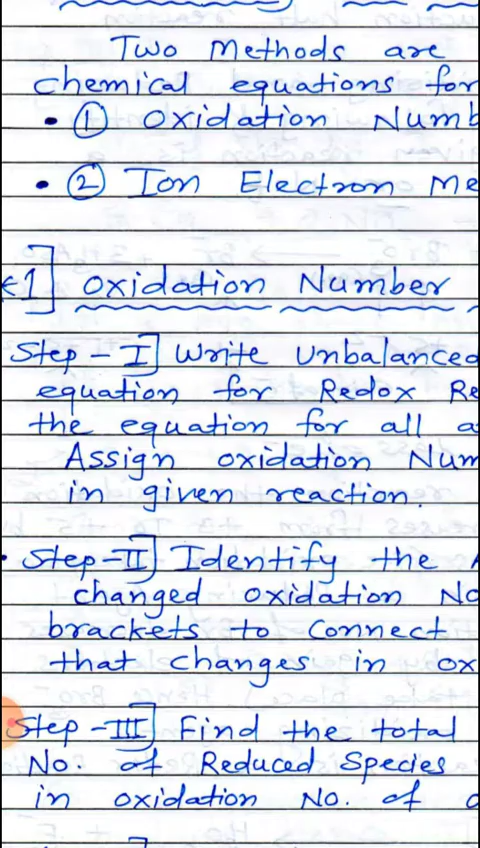 Two Methods are
chemical equations for
• ① Oxidation Numb
• ② Ion Electron Me
1] Oxidation Number
Step-I] Write Unbalanced
equation for Redox Re
the equation for all a
Assign oxidation Num
in given reaction.
• Step-II] Identify the A
changed oxidation No
brackets to connect
that changes in ox
Step-III] Find the total
No. of Reduced Species
in oxidation No. of